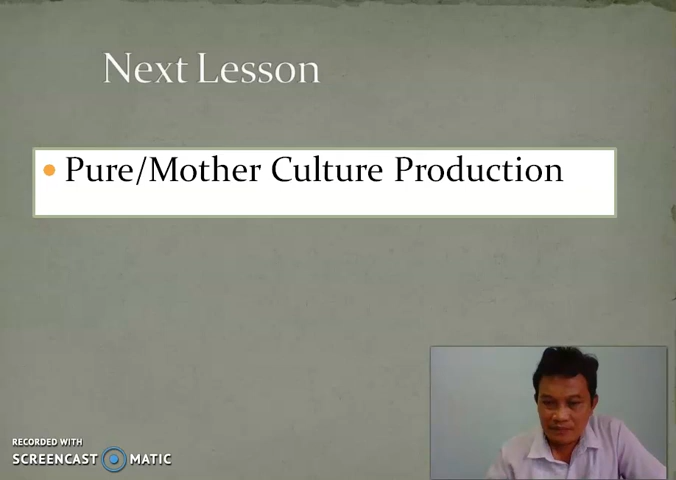 Next Lesson
Pure/Mother Culture Production
RECORDED WITH
SCREENCAST MATIC